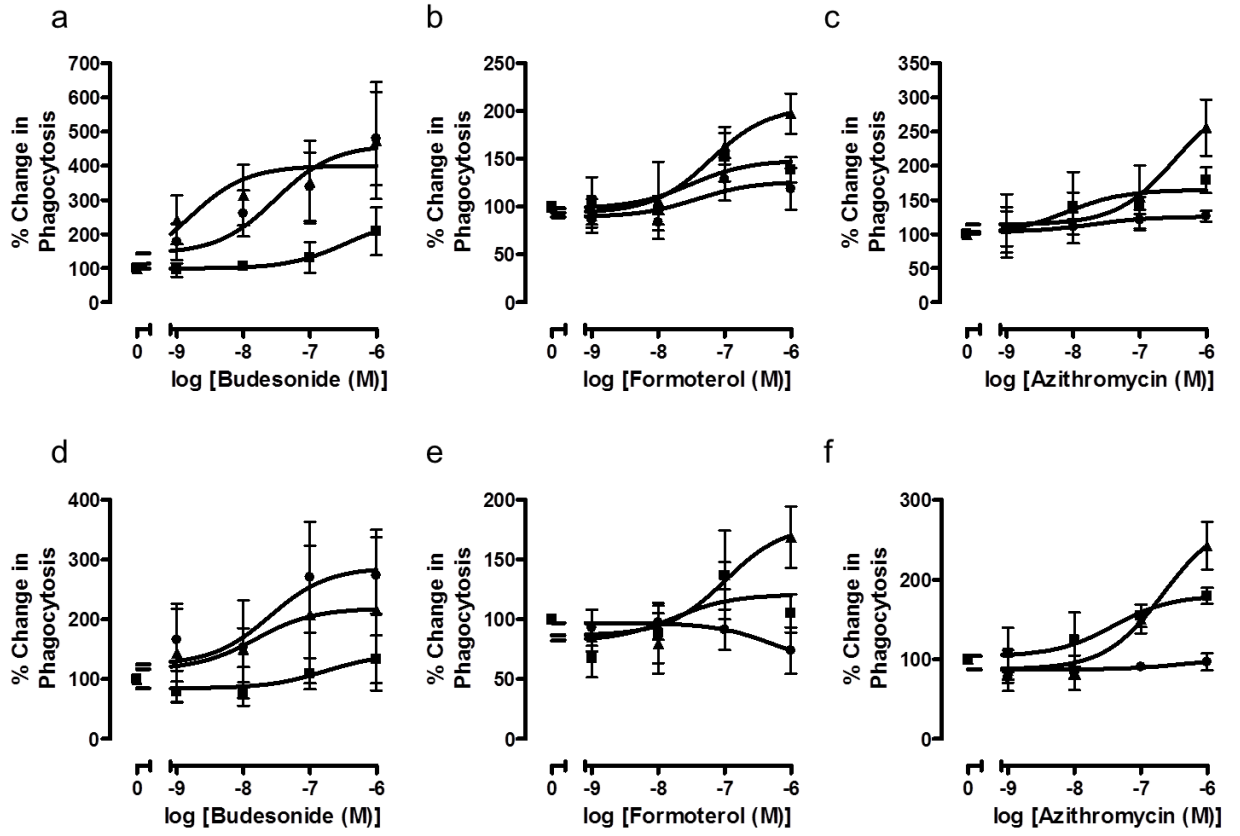 a
b
c
% Change in
Phagocytosis
700
600
500
400
300
200
100
0
0
-9
-8
-7
-6
log [Budesonide (M)]
% Change in
Phagocytosis
250
200
150
100
50
0
0
-9
-8
-7
-6
log [Formoterol (M)]
% Change in
Phagocytosis
350
300
250
200
150
100
50
0
0
-9
-8
-7
-6
log [Azithromycin (M)]
d
e
f
% Change in
Phagocytosis
400
300
200
100
0
0
-9
-8
-7
-6
log [Budesonide (M)]
% Change in
Phagocytosis
200
150
100
50
0
0
-9
-8
-7
-6
log [Formoterol (M)]
% Change in
Phagocytosis
300
200
100
0
0
-9
-8
-7
-6
log [Azithromycin (M)]